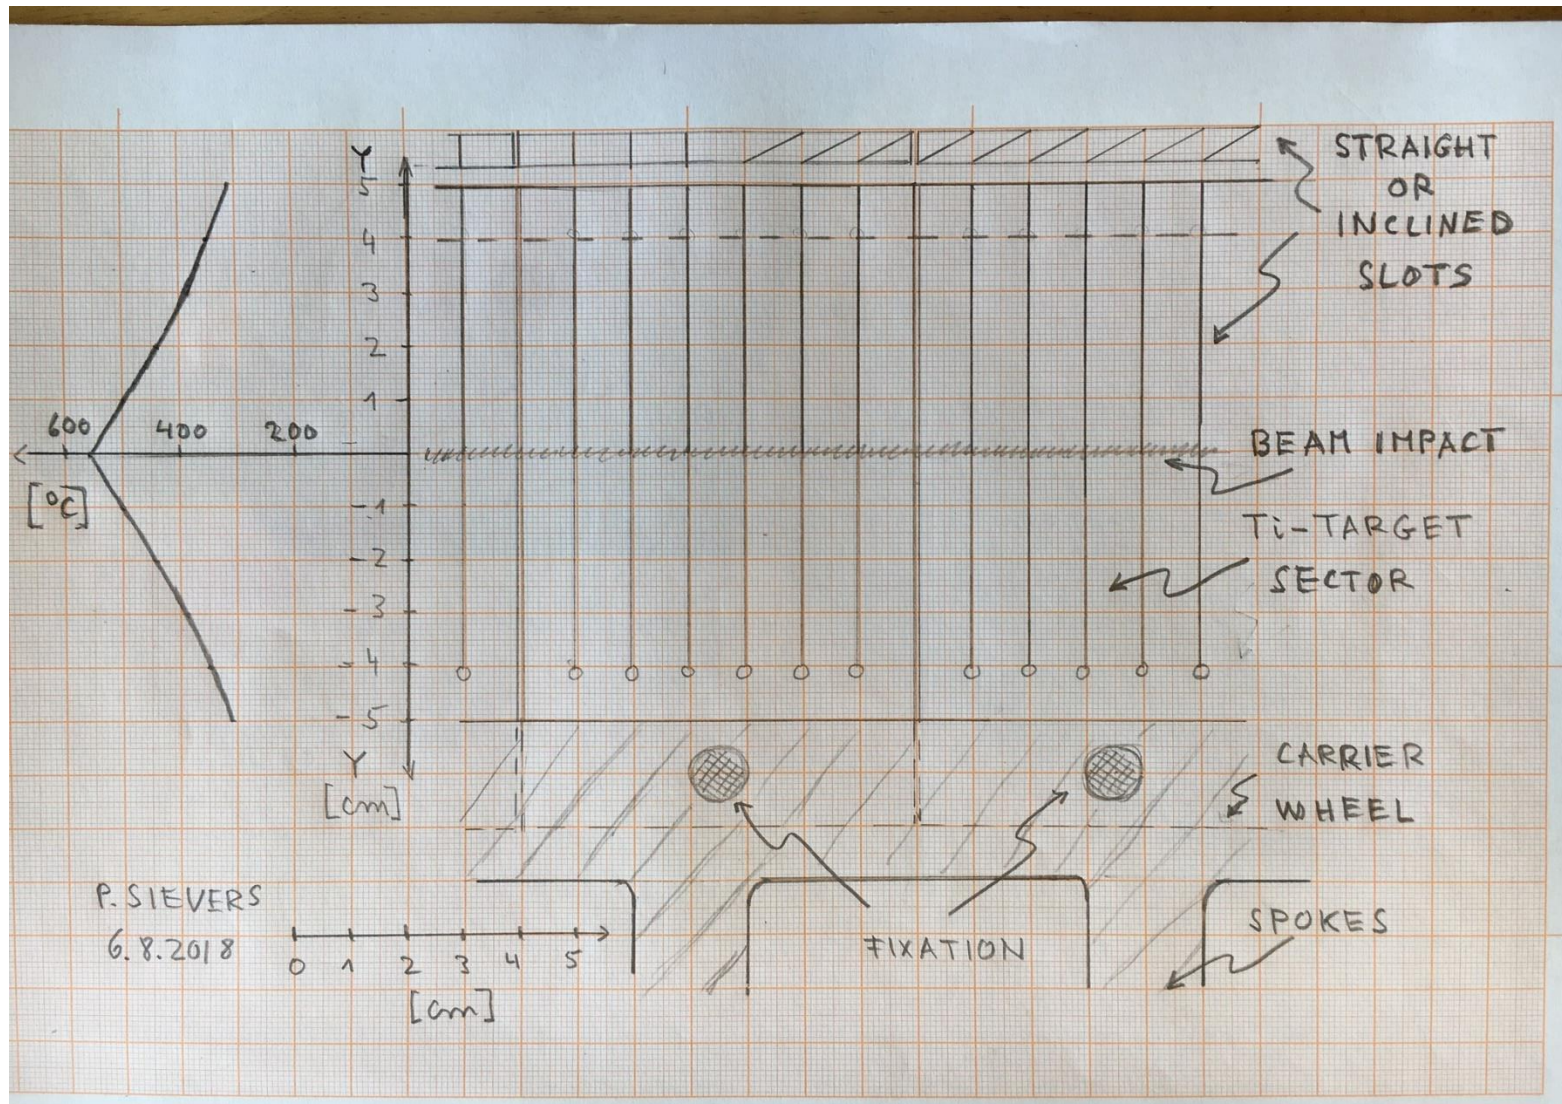 Y
5
4
3
2
1
600 400 200
[°C]
-1
-2
-3
-4
-5
Y
[cm]
STRAIGHT
OR
INCLINED
SLOTS
BEAM IMPACT
Ti-TARGET
SECTOR
CARRIER
WHEEL
SPOKES
FIXATION
P. SIEVERS
6.8.2018
0 1 2 3 4 5
[cm]